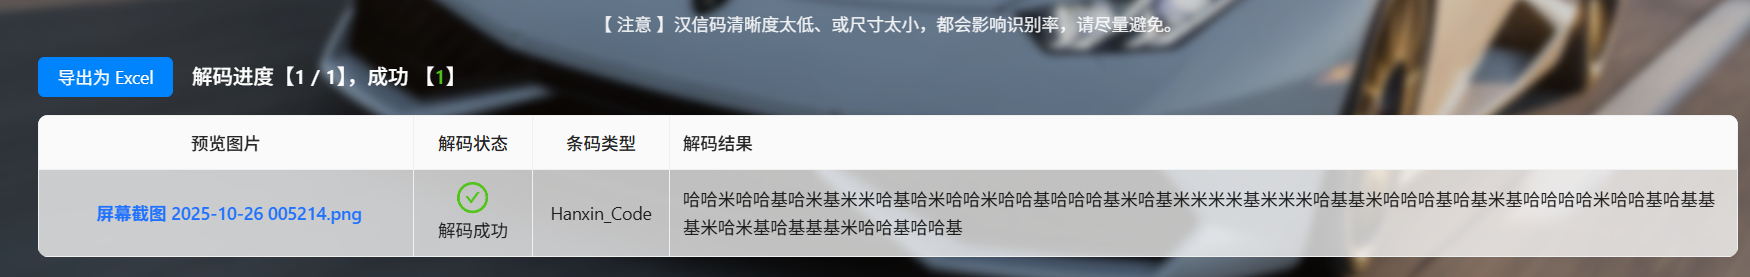 【 注意 】汉信码清晰度太低、或尺寸太小，都会影响识别率，请尽量避免。
导出为 Excel 解码进度【1 / 1】，成功 【1】
预览图片 解码状态 条码类型 解码结果
屏幕截图 2025-10-26 005214.png 解码成功 Hanxin_Code 哈哈米哈哈基哈米基米米哈基哈米哈哈米哈哈基哈哈哈基米哈基米米米米基米米米哈基基米哈哈哈基哈基米基哈哈哈哈米哈哈基哈基基
基米哈米基哈基基基米哈哈基哈哈基